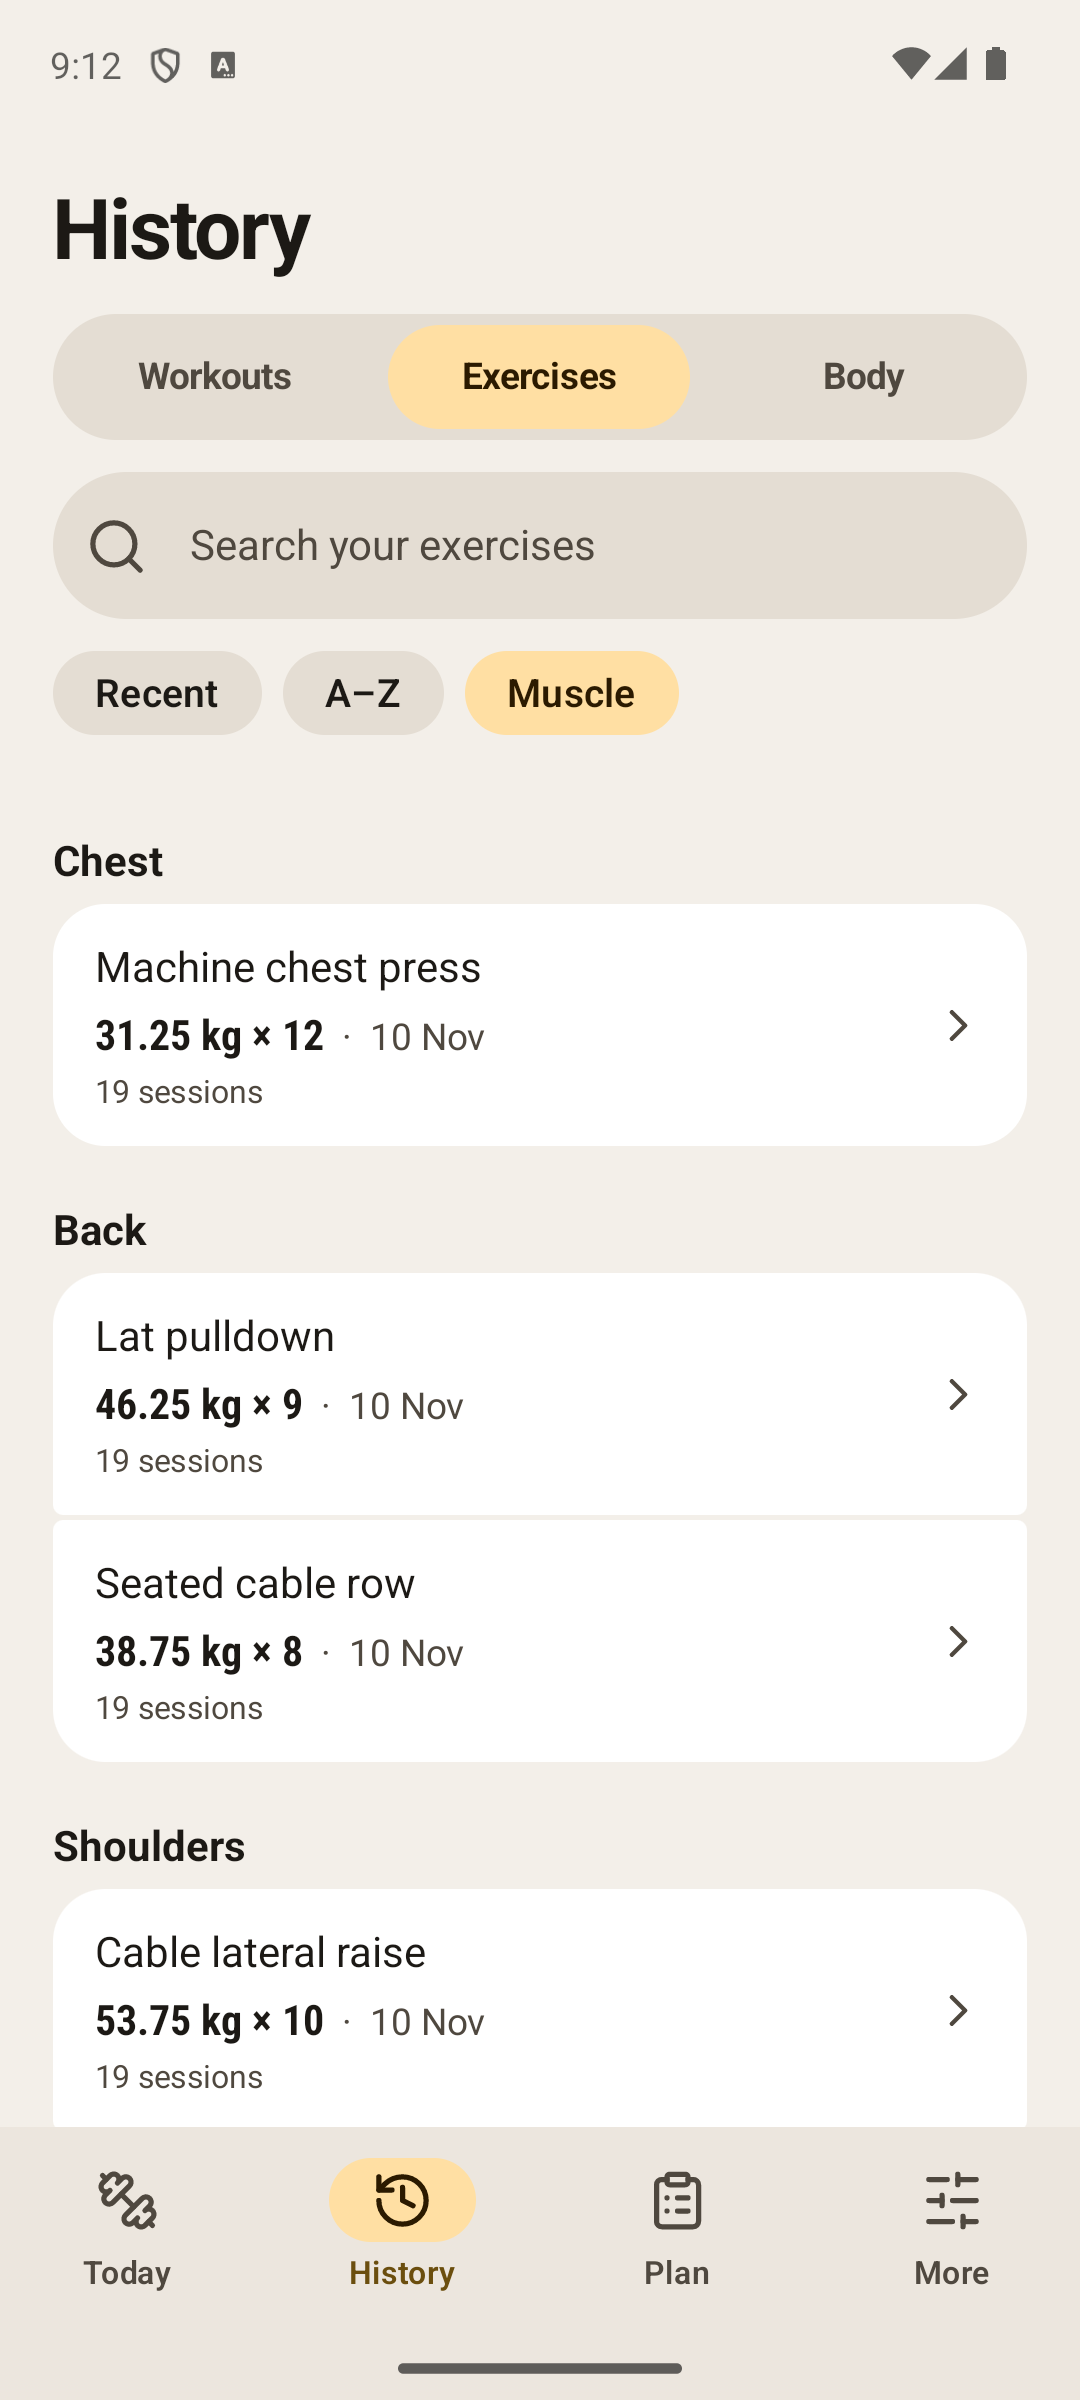 9:12
History
Workouts
Exercises
Body
Search your exercises
Recent
A–Z
Muscle
Chest
Machine chest press
31.25 kg × 12 · 10 Nov
19 sessions
Back
Lat pulldown
46.25 kg × 9 · 10 Nov
19 sessions
Seated cable row
38.75 kg × 8 · 10 Nov
19 sessions
Shoulders
Cable lateral raise
53.75 kg × 10 · 10 Nov
19 sessions
Today
History
Plan
More